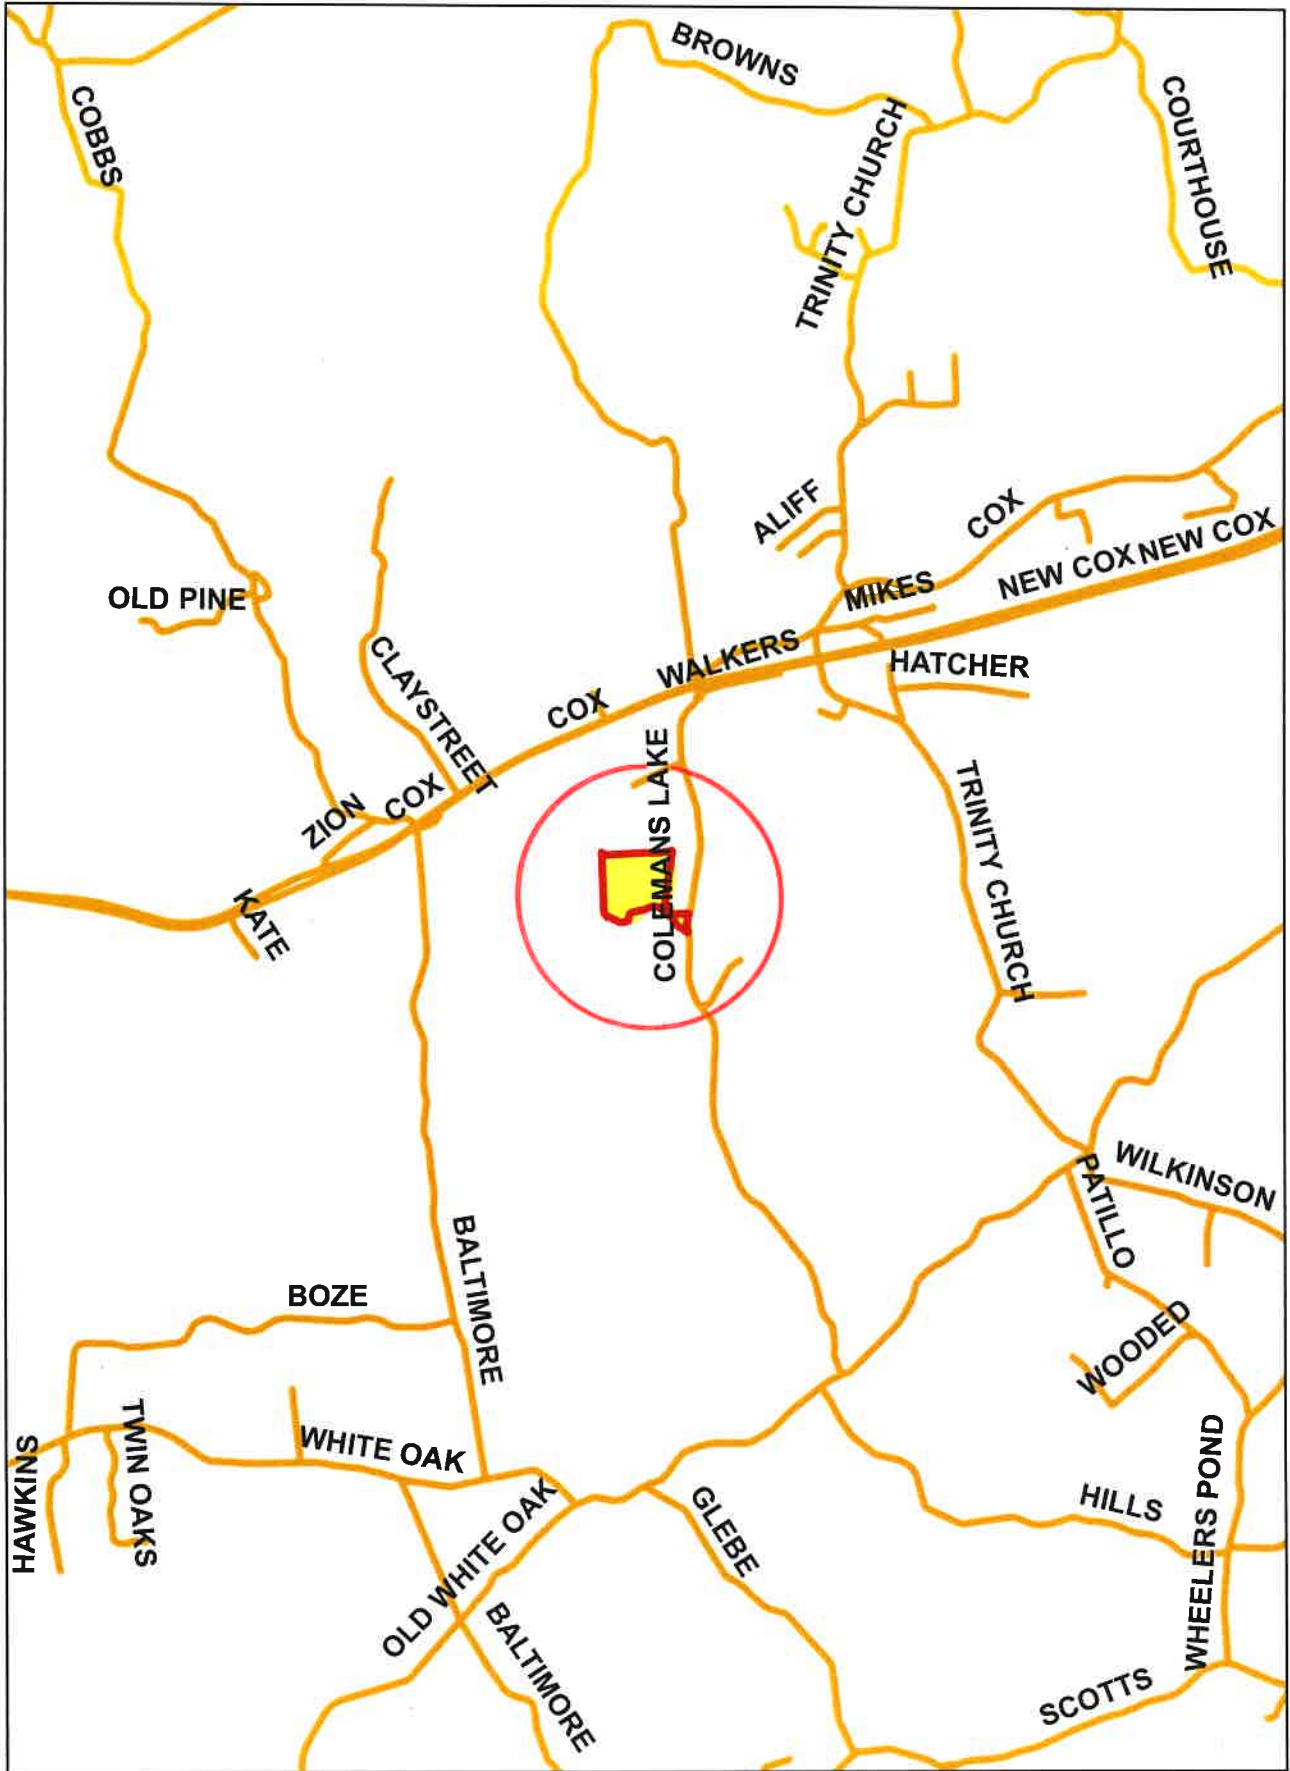 BROWNS
COBBS
COURTHOUSE
TRINITY CHURCH
ALIFF
COX
NEW COX
NEW COX
OLD PINE
MIKES
CLAYSTREET
WALKERS
HATCHER
COX
COX
ZION
COLEMANS LAKE
TRINITY CHURCH
KATE
WILKINSON
PATILLO
BALTIMORE
BOZE
WOODED
TWIN OAKS
WHITE OAK
HAWKINS
WHEELERS POND
HILLS
GLEBE
OLD WHITE OAK
BALTIMORE
SCOTTS